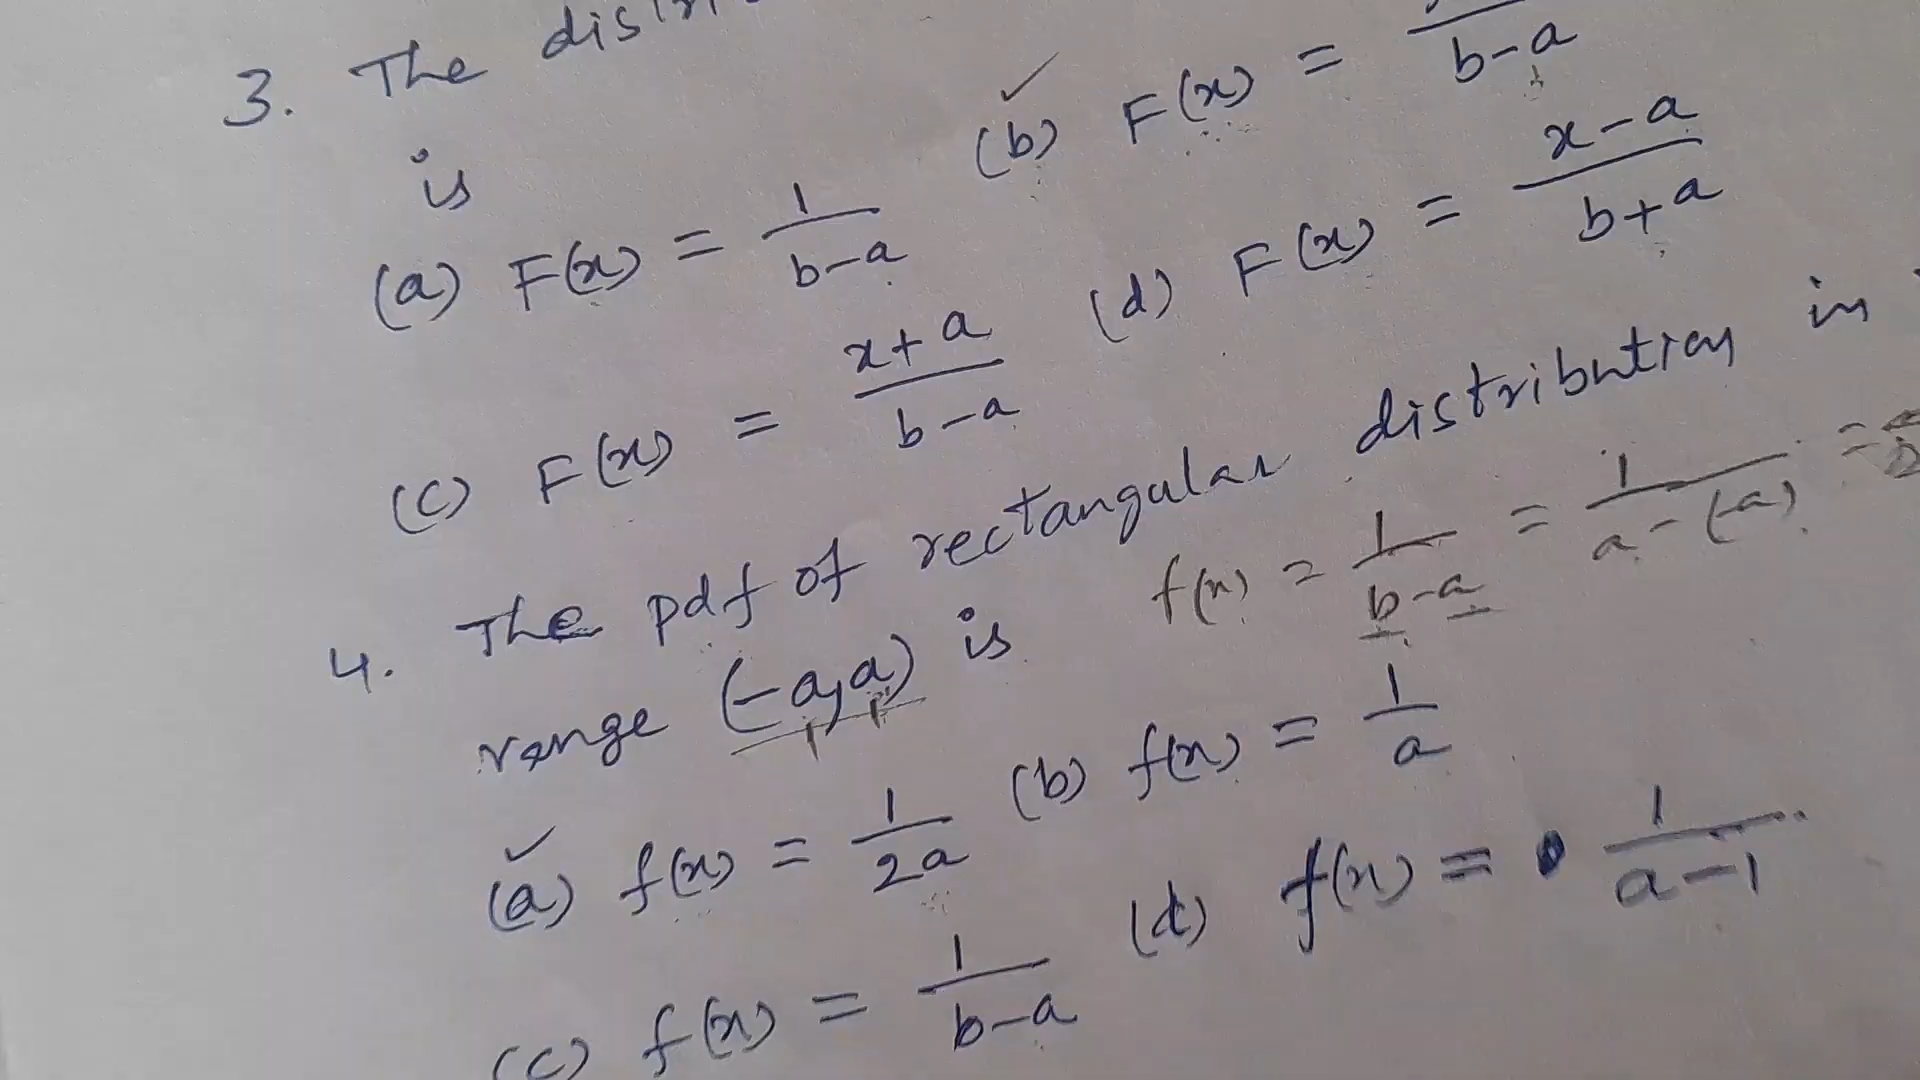 3. The
is
(a) F(x) = 1/(b-a) (b) F(x) = /(b-a)
(c) F(x) = (x+a)/(b-a) (d) F(x) = (x-a)/(b+a)
4. The pdf of rectangular distribution in
range (-a,a) is f(x) = 1/(b-a) = 1/(a-(-a)) =
(a) f(x) = 1/2a (b) f(x) = 1/a
(c) f(x) = 1/(b-a) (d) f(x) = 1/(a-1)